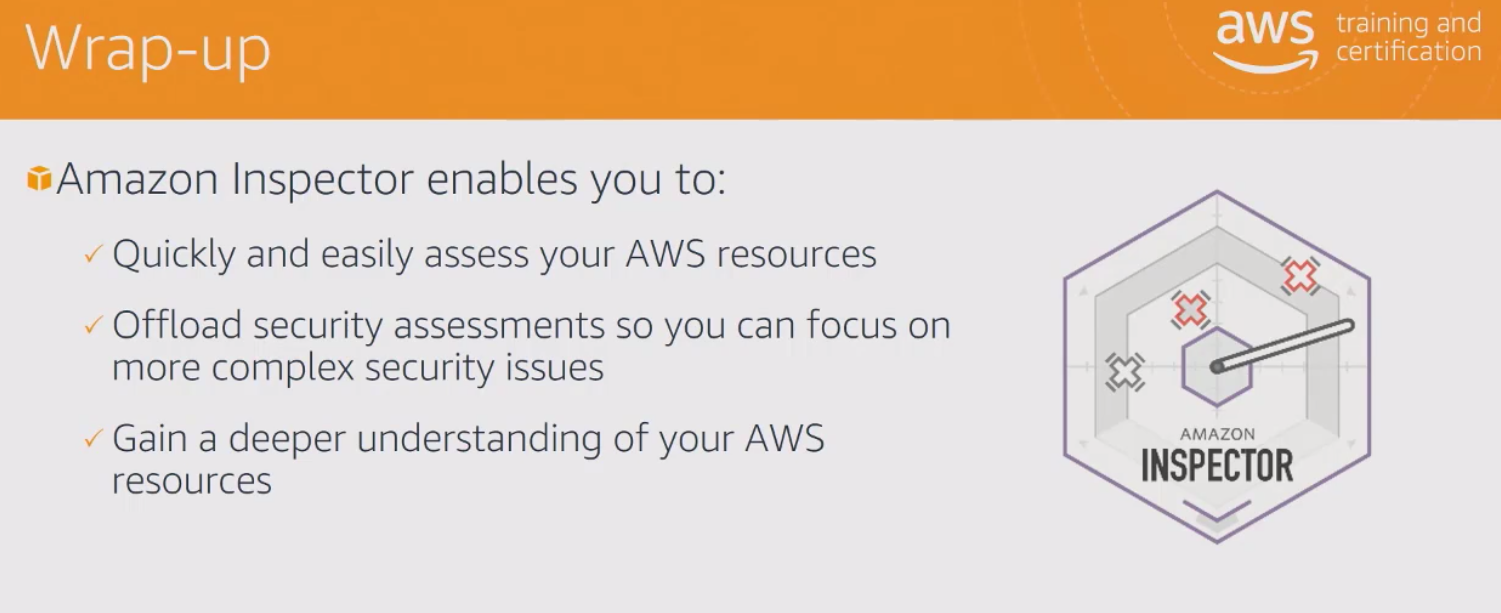 Wrap-up
aws training and
certification
Amazon Inspector enables you to:
Quickly and easily assess your AWS resources
Offload security assessments so you can focus on
more complex security issues
Gain a deeper understanding of your AWS
resources
AMAZON
INSPECTOR